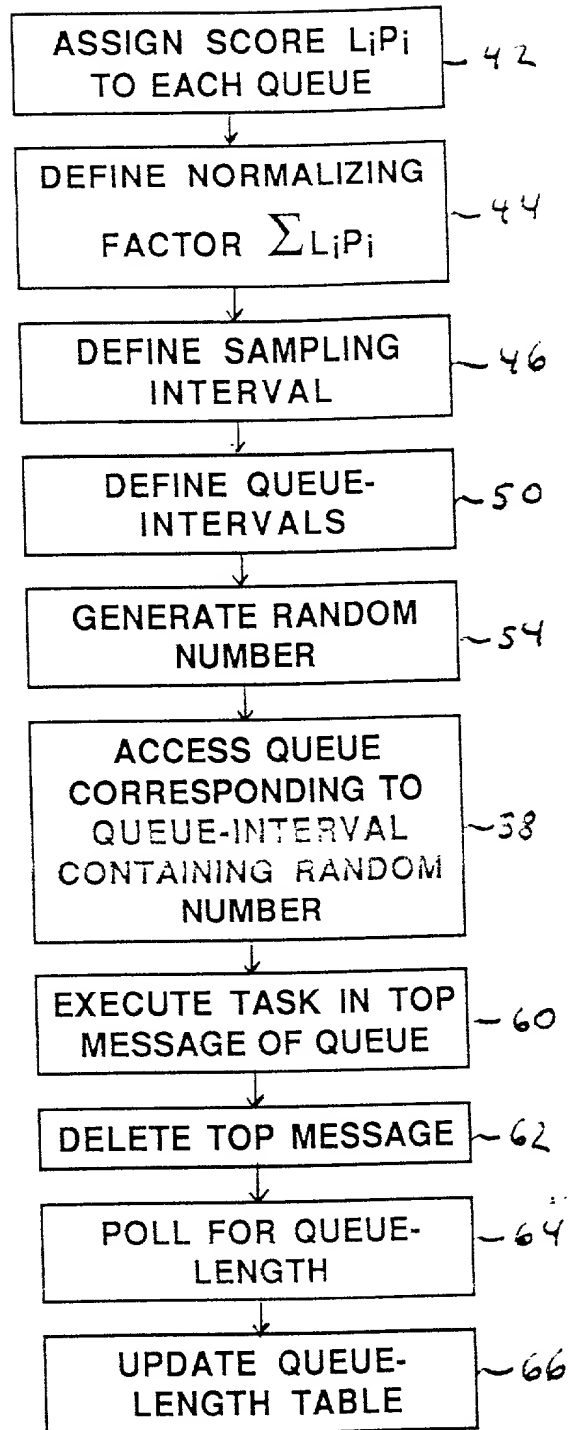 ASSIGN SCORE LiPi
TO EACH QUEUE
42
DEFINE NORMALIZING
FACTOR ∑LiPi
44
DEFINE SAMPLING
INTERVAL
46
DEFINE QUEUE-
INTERVALS
50
GENERATE RANDOM
NUMBER
54
ACCESS QUEUE
CORRESPONDING TO
QUEUE-INTERVAL
CONTAINING RANDOM
NUMBER
38
EXECUTE TASK IN TOP
MESSAGE OF QUEUE
60
DELETE TOP MESSAGE
62
POLL FOR QUEUE-
LENGTH
64
UPDATE QUEUE-
LENGTH TABLE
66